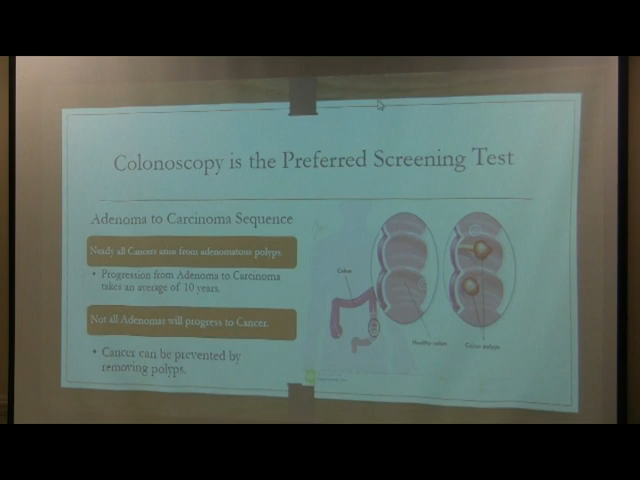 Colonoscopy is the Preferred Screening Test
Adenoma to Carcinoma Sequence
Nearly all Cancers arise from adenomatous polyps.
• Progression from Adenoma to Carcinoma
takes an average of 10 years.
Not all Adenomas will progress to Cancer.
• Cancer can be prevented by
removing polyps.
Colon
Healthy colon
Colon polyps